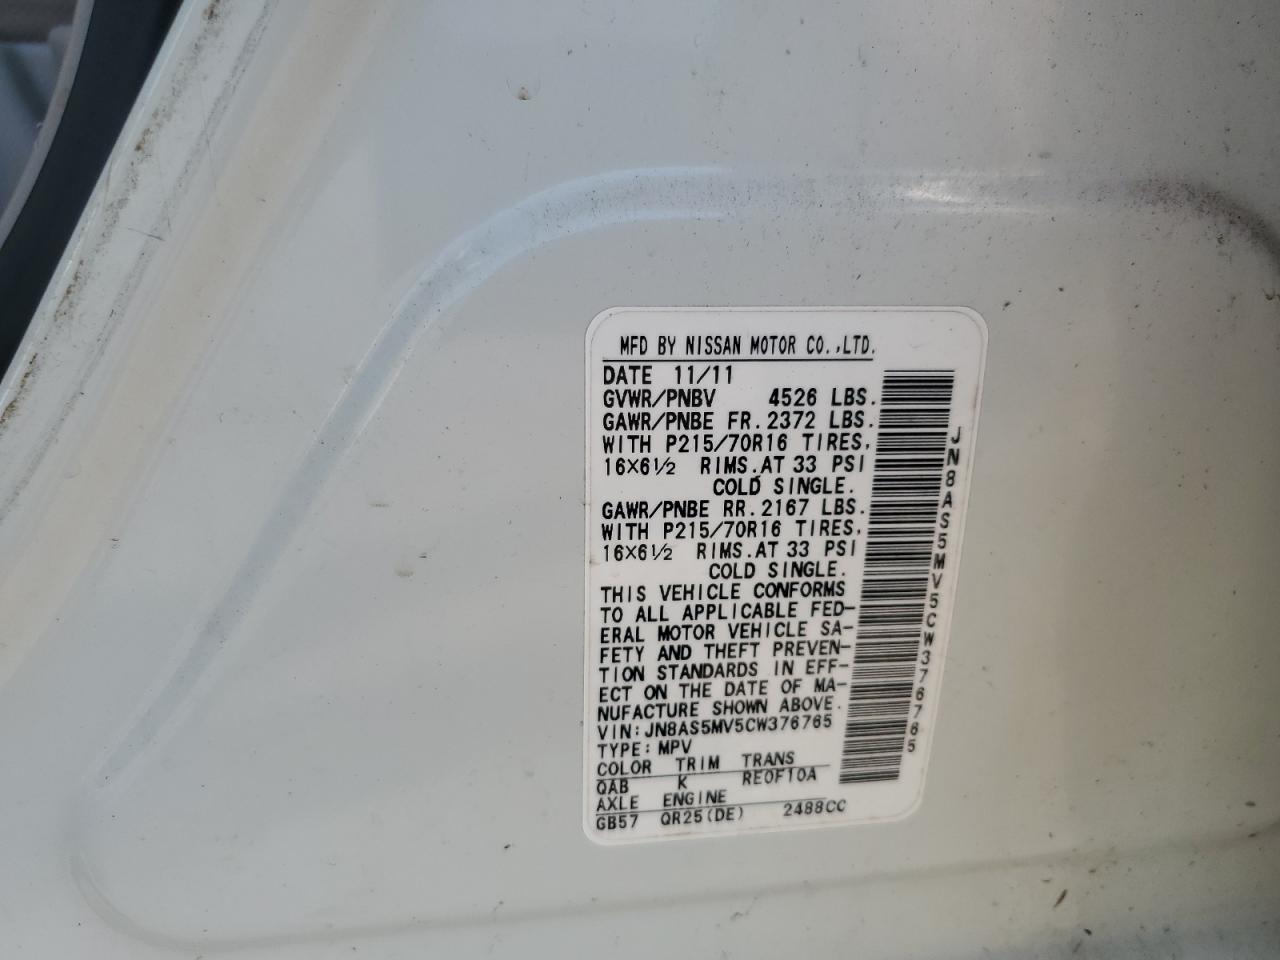 MFD BY NISSAN MOTOR CO.,LTD.
DATE 11/11
GVWR/PNBV 4526 LBS.
GAWR/PNBE FR. 2372 LBS.
WITH P215/70R16 TIRES,
16×6½ RIMS. AT 33 PSI
COLD SINGLE.
GAWR/PNBE RR. 2167 LBS.
WITH P215/70R16 TIRES,
16×6½ RIMS. AT 33 PSI
COLD SINGLE.
THIS VEHICLE CONFORMS
TO ALL APPLICABLE FED-
ERAL MOTOR VEHICLE SA-
FETY AND THEFT PREVEN-
TION STANDARDS IN EFF-
ECT ON THE DATE OF MA-
NUFACTURE SHOWN ABOVE.
VIN: JN8AS5MV5CW376765
TYPE: MPV
COLOR TRIM TRANS
QAB K RE0F10A
AXLE ENGINE
GB57 QR25(DE) 2488CC
JN8AS5MV5CW376765